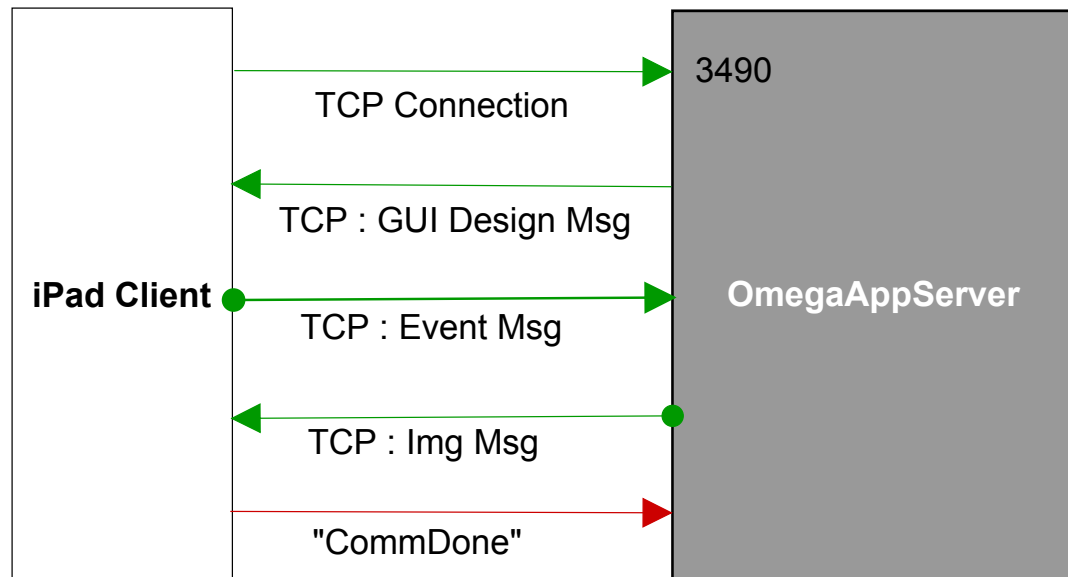 3490
TCP Connection
TCP : GUI Design Msg
iPad Client
OmegaAppServer
TCP : Event Msg
TCP : Img Msg
"CommDone"